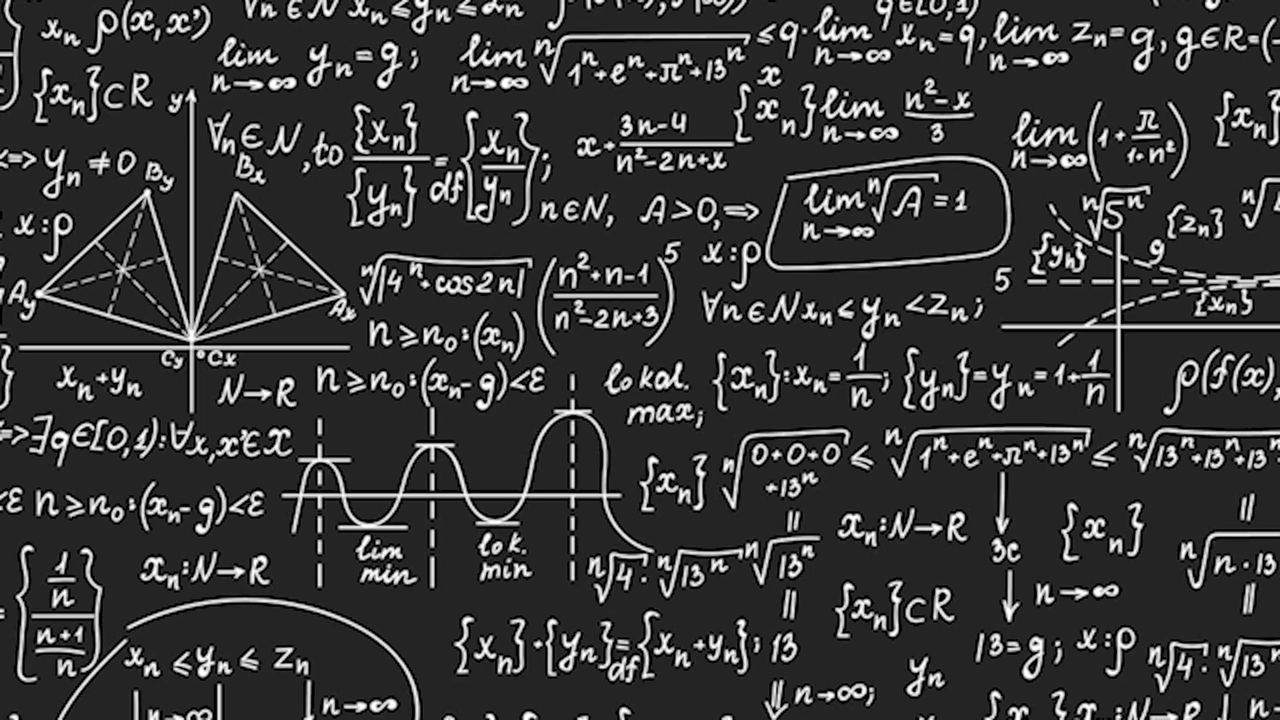 xₙ ρ(x, x')
∀n∈N xₙ≤yₙ≤zₙ
q∈[0,1)
lim n→∞ yₙ=g;
lim n→∞ ⁿ√(1ⁿ+eⁿ+πⁿ+13ⁿ)
≤q·lim n→∞ xₙ=q, lim n→∞ zₙ=g, g∈R=(-
{xₙ}⊂R
y
∀n∈N, to {xₙ}/{yₙ} =df {xₙ/yₙ};
x+(3n-4)/(n²-2n+x)
x
{xₙ} lim n→∞ (n²-x)/3
lim n→∞ (1+π/(1+n²))
{xₙ}
<=> yₙ≠0
By
Bx
x:ρ
n∈N, A>0, =>
lim n→∞ ⁿ√A=1
ⁿ√5ⁿ
{yₙ}
g
{zₙ}
x:ρ
Ay
Ax
ⁿ√|4ⁿ+cos2n|
((n²+n-1)/(n²-2n+3))⁵
5
{xₙ}
∀n∈N xₙ≤yₙ≤zₙ;
n≥n₀:(xₙ)
Cy
Cx
xₙ+yₙ
N→R
n≥n₀:(xₙ-g)<ε
lokal. max;
{xₙ}:xₙ=1/n; {yₙ}=yₙ=1+1/n
ρ(f(x),
=>∃q∈[0,1):∀x,x'∈X
{xₙ}
ⁿ√(0+0+0+13ⁿ) ≤ ⁿ√(1ⁿ+eⁿ+πⁿ+13ⁿ) ≤ ⁿ√(13ⁿ+13ⁿ+13ⁿ
<ε n≥n₀:(xₙ-g)<ε
lim min
lok. min
=
ⁿ√4·ⁿ√13ⁿ
ⁿ√13ⁿ
xₙ:N→R
{xₙ}
=
3c
ⁿ√(n·13
{(1/n)/((n+1)/n)}
xₙ:N→R
=
{xₙ}⊂R
n→∞
=
xₙ≤yₙ≤zₙ
{xₙ}+{yₙ}=df{xₙ+yₙ};
13
yₙ
13=g; x:ρ
ⁿ√4·ⁿ√13ⁿ
n→∞
n→∞
n→∞;
xₙ:N→R